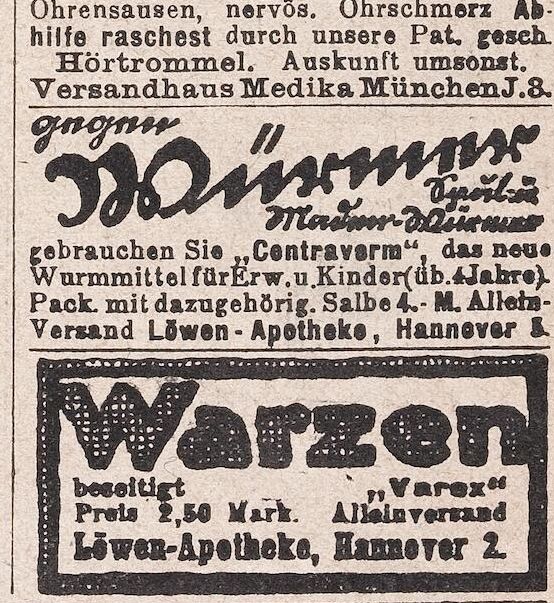 Ohrensausen, nervös. Ohrschmerz Ab-
hilfe raschest durch unsere Pat. gesch.
Hörtrommel. Auskunft umsonst.
Versandhaus Medika München J. 3.
gegen
Würmer
Spul- u
Maden-Würmer
gebrauchen Sie „Contraverm“, das neue
Wurmmittel für Erw. u. Kinder (üb. 4 Jahre).
Pack. mit dazugehörig. Salbe 4.- M. Allein-
Versand Löwen-Apotheke, Hannover
Warzen
beseitigt „Varex“
Preis 2,50 Mark. Alleinversand
Löwen-Apotheke, Hannover 2.